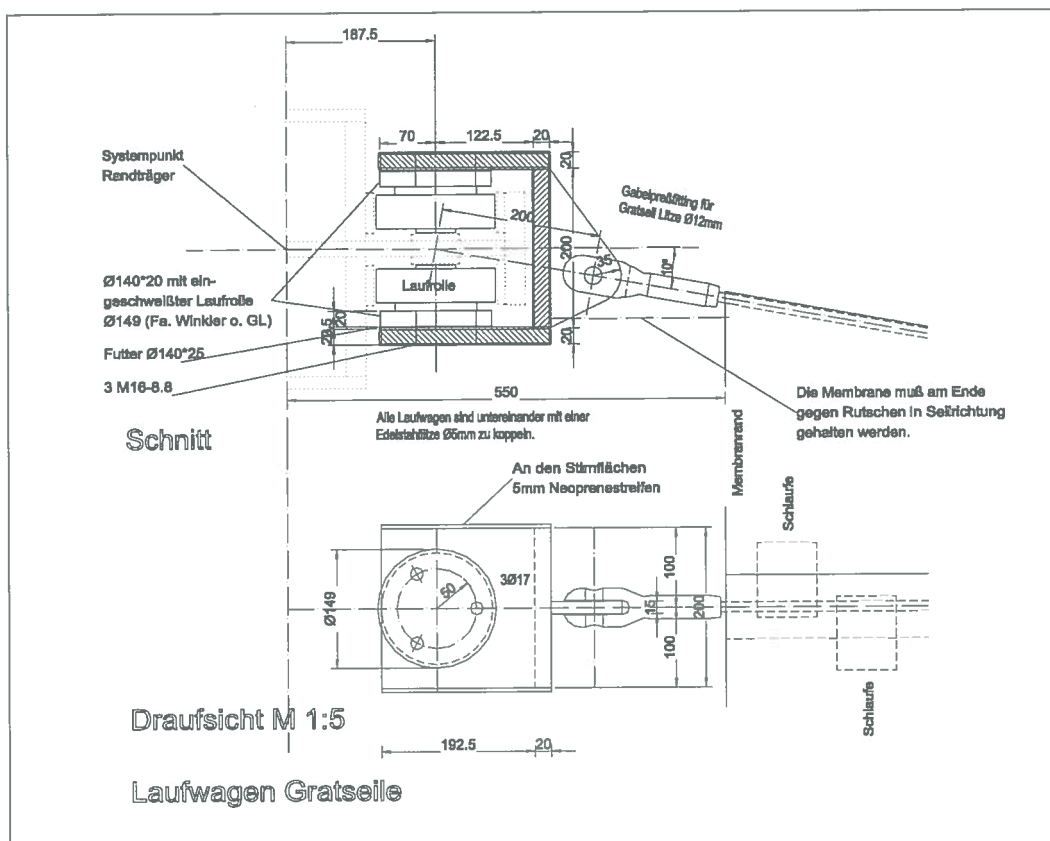 187.5
70
122.5
20
20
Systempunkt
Randträger
Gabelpreßfitting für
Gratseil Litze Ø12mm
200
200
35
10°
Laufrolle
Ø140*20 mit ein-
geschweißter Laufrolle
Ø149 (Fa. Winkler o. GL)
20
20
Futter Ø140*25
3 M16-8.8
550
Die Membrane muß am Ende
gegen Rutschen in Seilrichtung
gehalten werden.
Schnitt
Alle Laufwagen sind untereinander mit einer
Edelstahllitze Ø5mm zu koppeln.
Membranrand
An den Stirnflächen
5mm Neoprenestreifen
Schlaufe
Ø149
50
3Ø17
100
15
200
100
Schlaufe
Draufsicht M 1:5
192.5
20
Laufwagen Gratseile